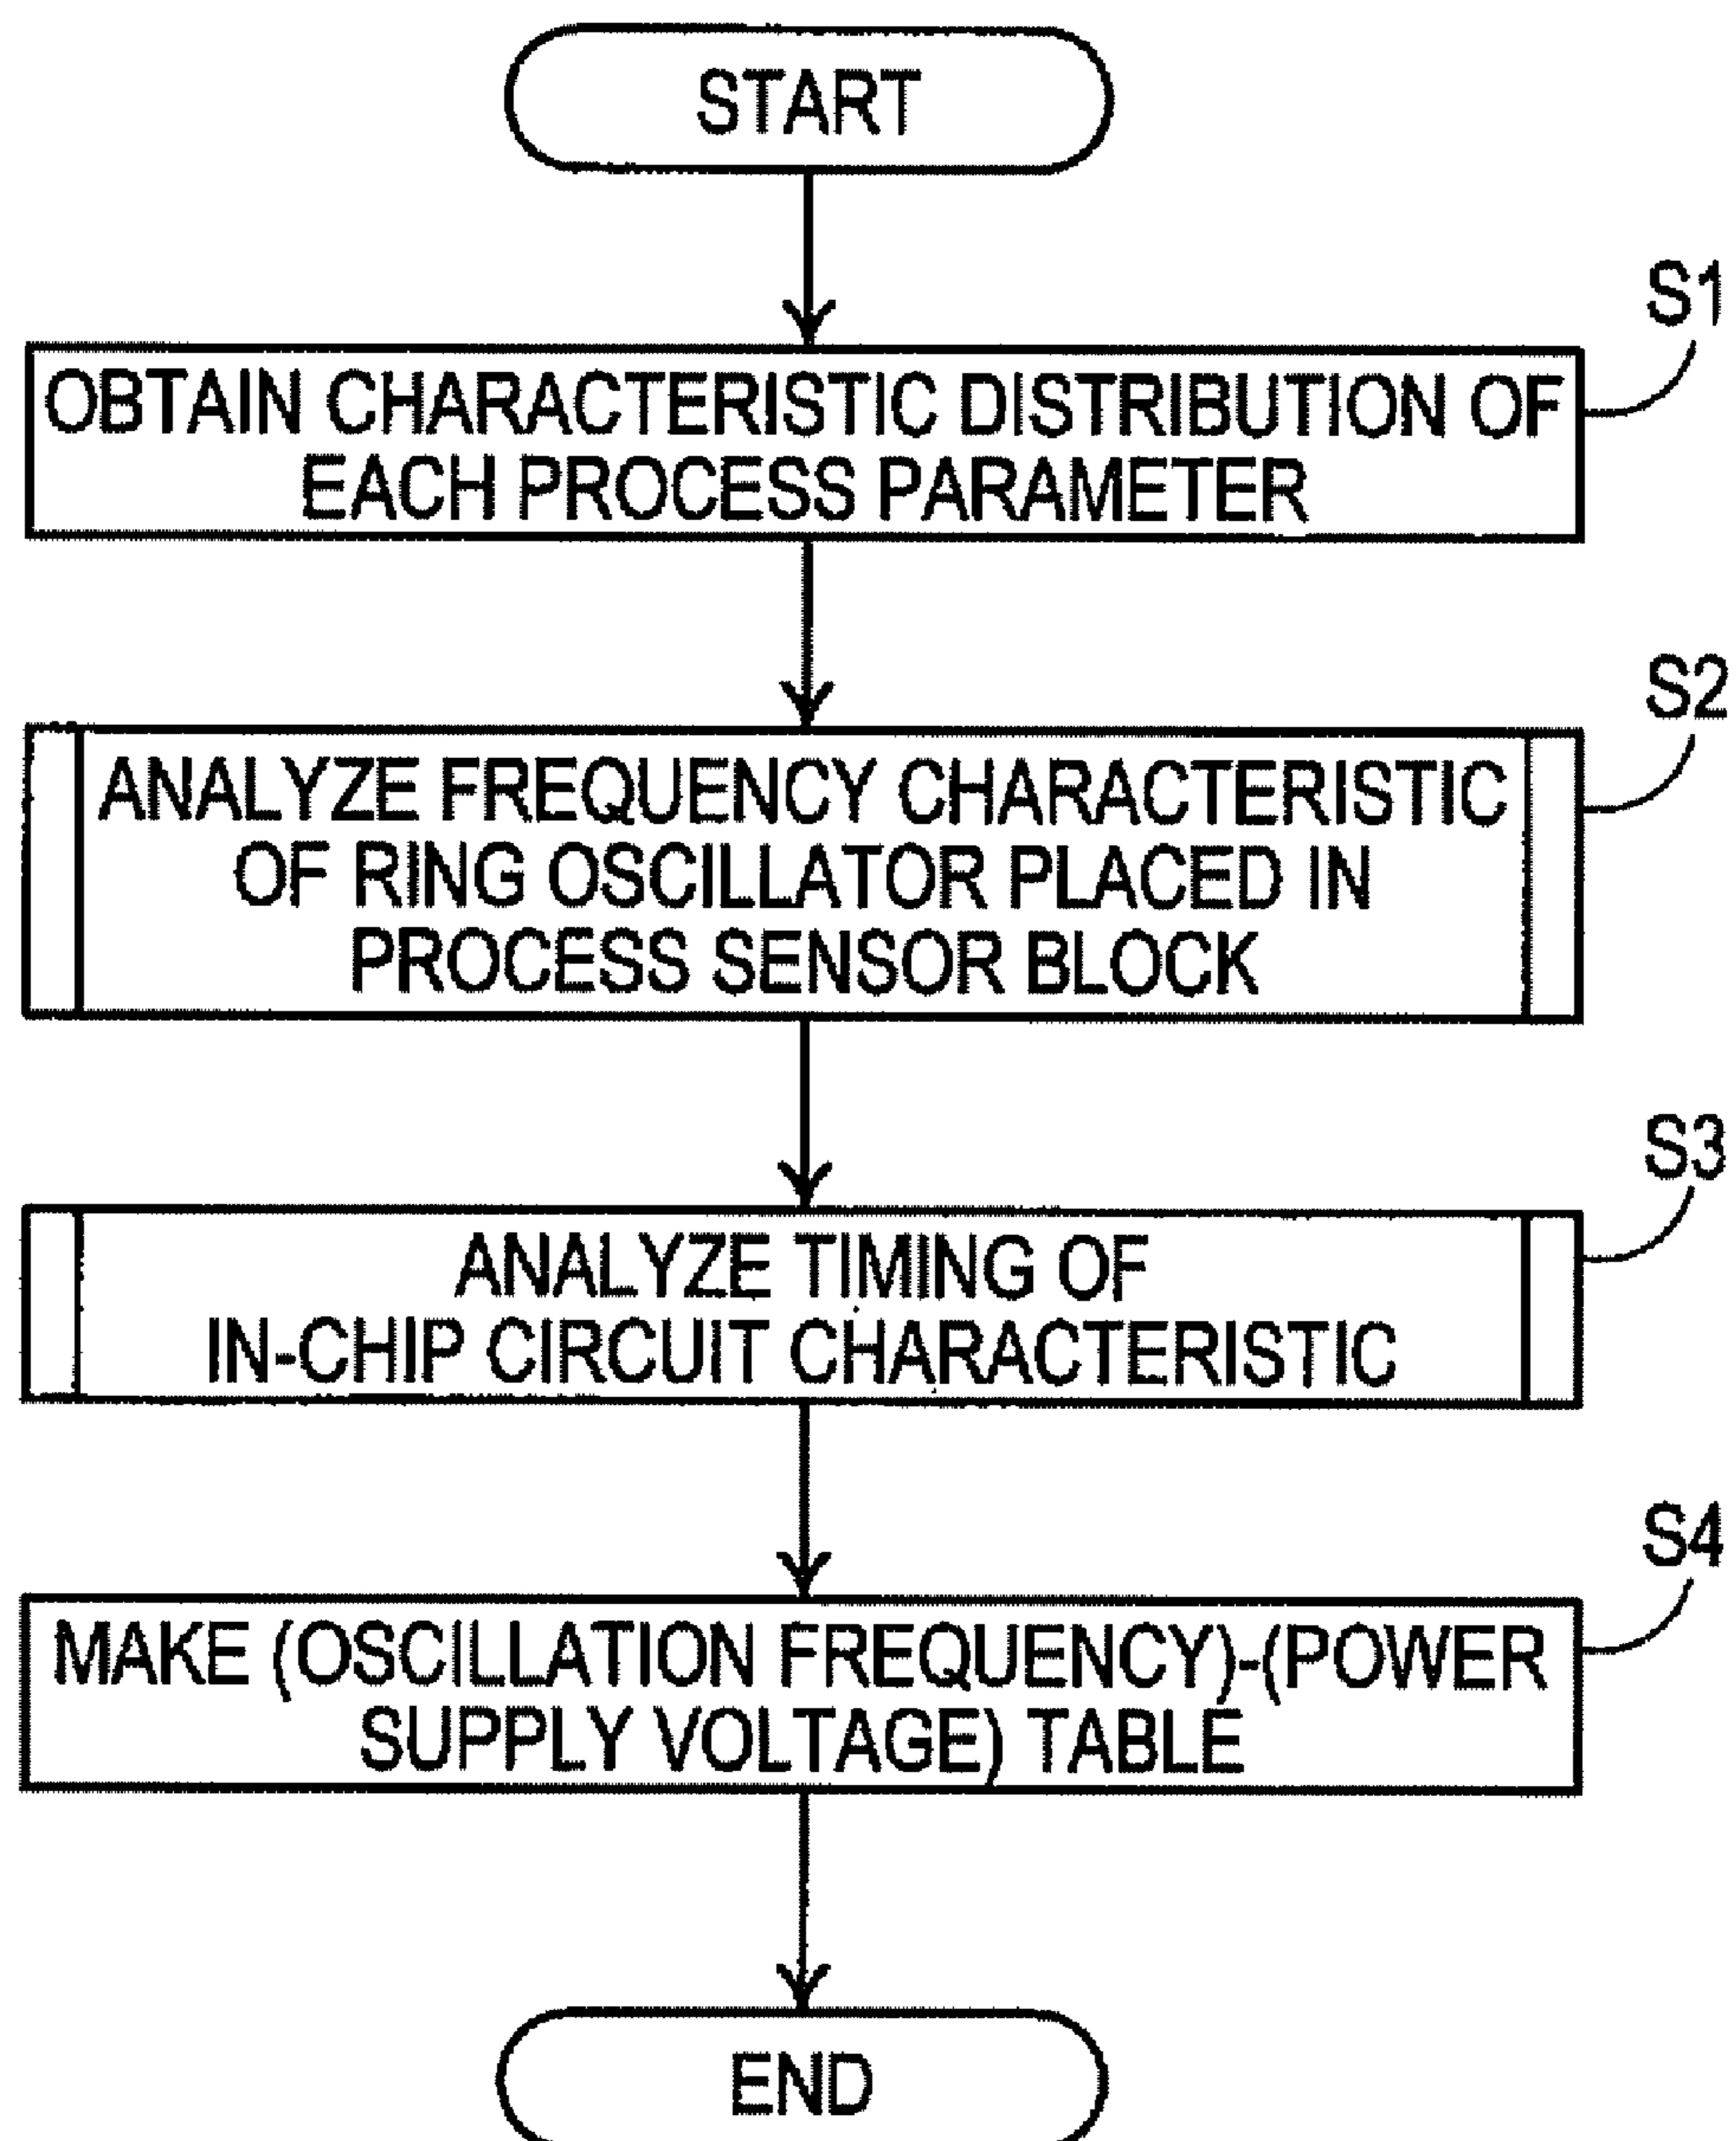 START
S1
OBTAIN CHARACTERISTIC DISTRIBUTION OF
EACH PROCESS PARAMETER
S2
ANALYZE FREQUENCY CHARACTERISTIC
OF RING OSCILLATOR PLACED IN
PROCESS SENSOR BLOCK
S3
ANALYZE TIMING OF
IN-CHIP CIRCUIT CHARACTERISTIC
S4
MAKE (OSCILLATION FREQUENCY)-(POWER
SUPPLY VOLTAGE) TABLE
END